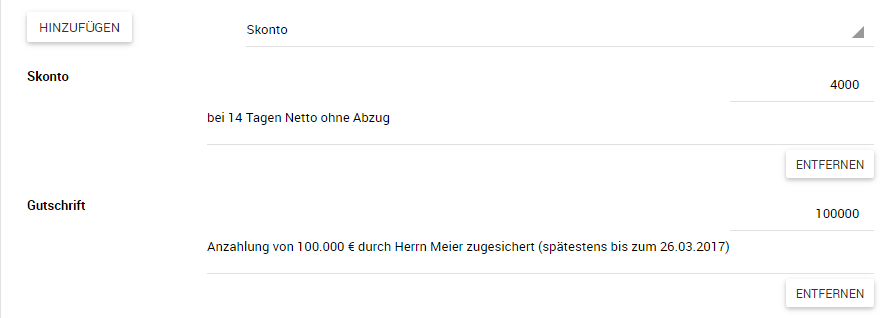 HINZUFÜGEN
Skonto
Skonto
4000
bei 14 Tagen Netto ohne Abzug
ENTFERNEN
Gutschrift
100000
Anzahlung von 100.000 € durch Herrn Meier zugesichert (spätestens bis zum 26.03.2017)
ENTFERNEN